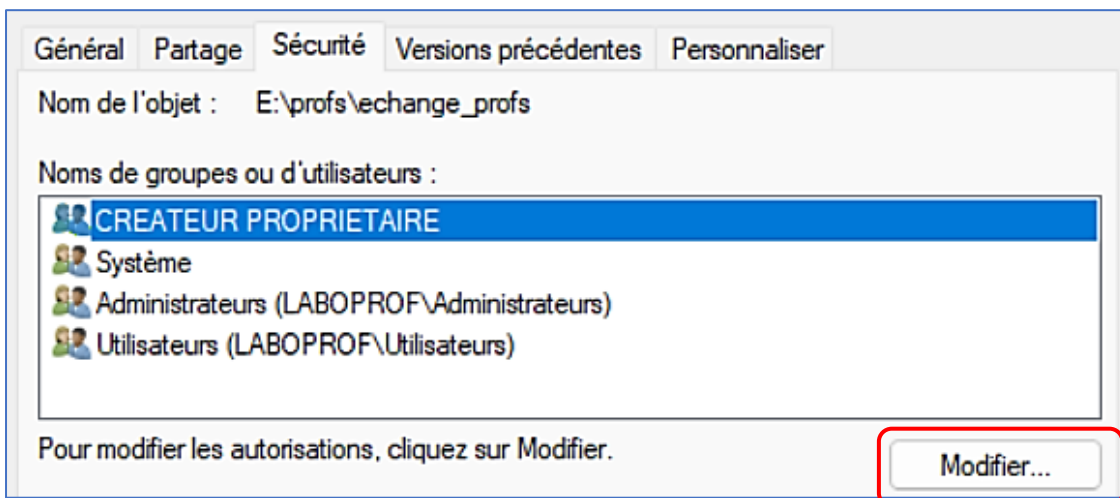 Général Partage Sécurité Versions précédentes Personnaliser
Nom de l'objet : E:\profs\echange_profs
Noms de groupes ou d'utilisateurs :
CREATEUR PROPRIETAIRE
Système
Administrateurs (LABOPROF\Administrateurs)
Utilisateurs (LABOPROF\Utilisateurs)
Pour modifier les autorisations, cliquez sur Modifier.
Modifier...